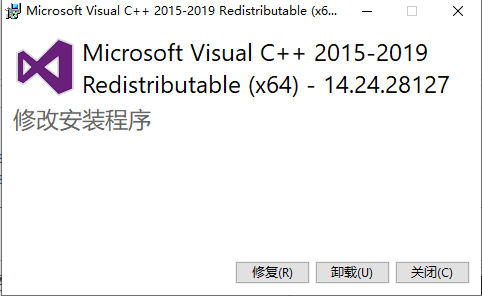 Microsoft Visual C++ 2015-2019 Redistributable (x6...
Microsoft Visual C++ 2015-2019
Redistributable (x64) - 14.24.28127
修改安装程序
修复(R) 卸载(U) 关闭(C)